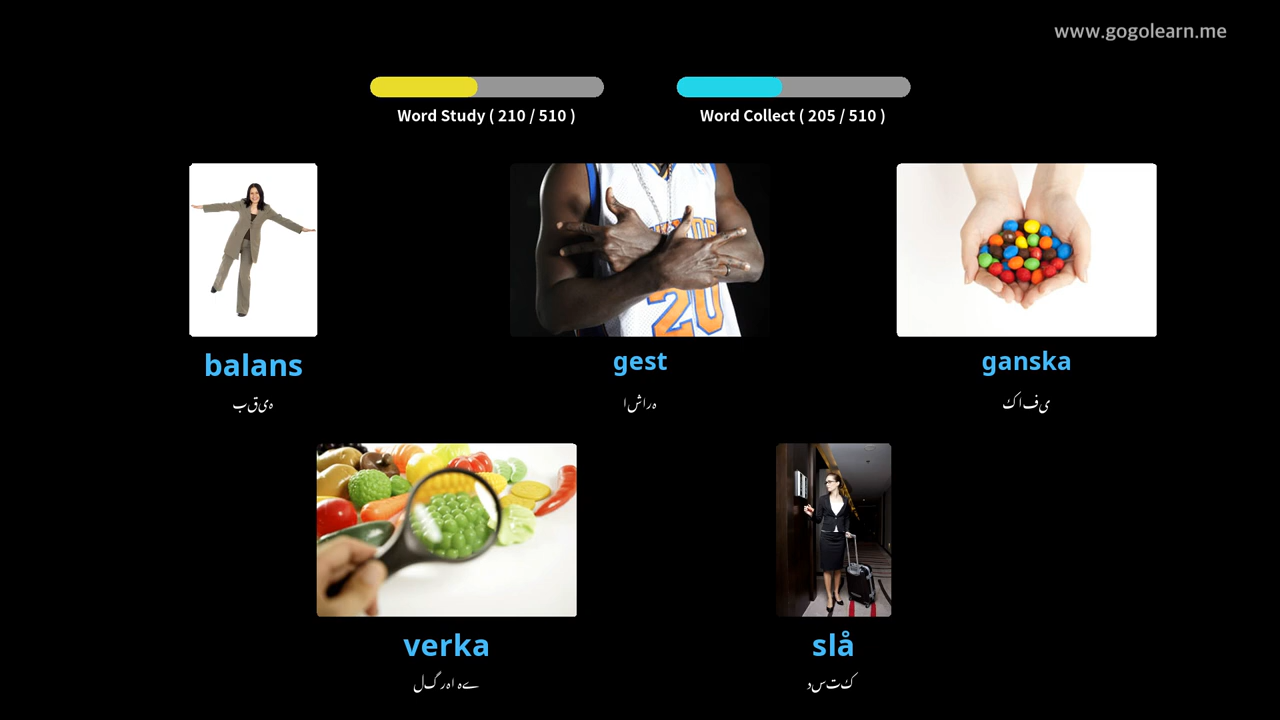 www.gogolearn.me
Word Study ( 210 / 510 )
Word Collect ( 205 / 510 )
balans
بقیہ
gest
اشارہ
ganska
کافی
verka
لگ رہا ہے
slå
دستک